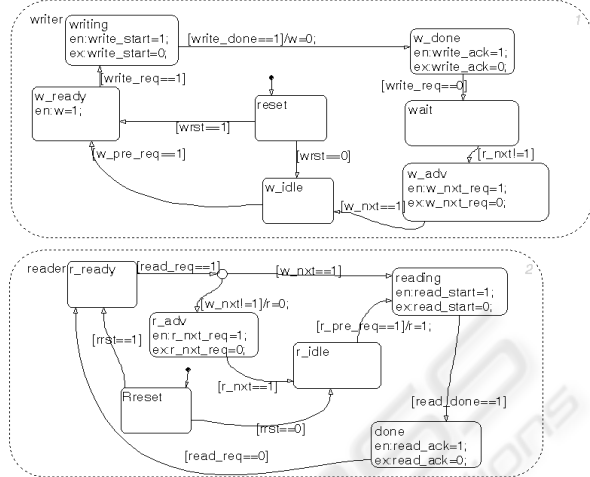 writer
1
writing
en:write_start=1;
ex:write_start=0;
[write_done==1]/w=0;
w_done
en:write_ack=1;
ex:write_ack=0;
[write_req==1]
[write_req==0]
w_ready
en:w=1;
reset
wait
[wrst==1]
[w_pre_req==1]
[wrst==0]
[r_nxt!=1]
w_idle
[w_nxt==1]
w_adv
en:w_nxt_req=1;
ex:w_nxt_req=0;
reader
2
r_ready
[read_req==1]
[w_nxt==1]
reading
en:read_start=1;
ex:read_start=0;
[w_nxt!=1]/r=0;
r_adv
en:r_nxt_req=1;
ex:r_nxt_req=0;
[r_pre_req==1]/r=1;
[rrst==1]
r_idle
[r_nxt==1]
Rreset
[rrst==0]
[read_done==1]
[read_req==0]
done
en:read_ack=1;
ex:read_ack=0;